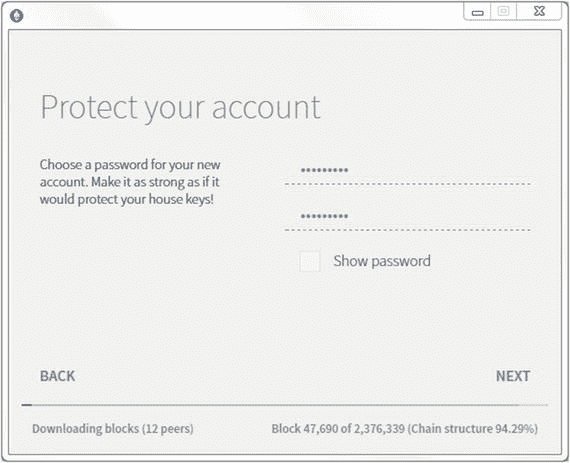 Protect your account
Choose a password for your new
account. Make it as strong as if it
would protect your house keys!
•••••••••
•••••••••
Show password
BACK
NEXT
Downloading blocks (12 peers)
Block 47,690 of 2,376,339 (Chain structure 94.29%)